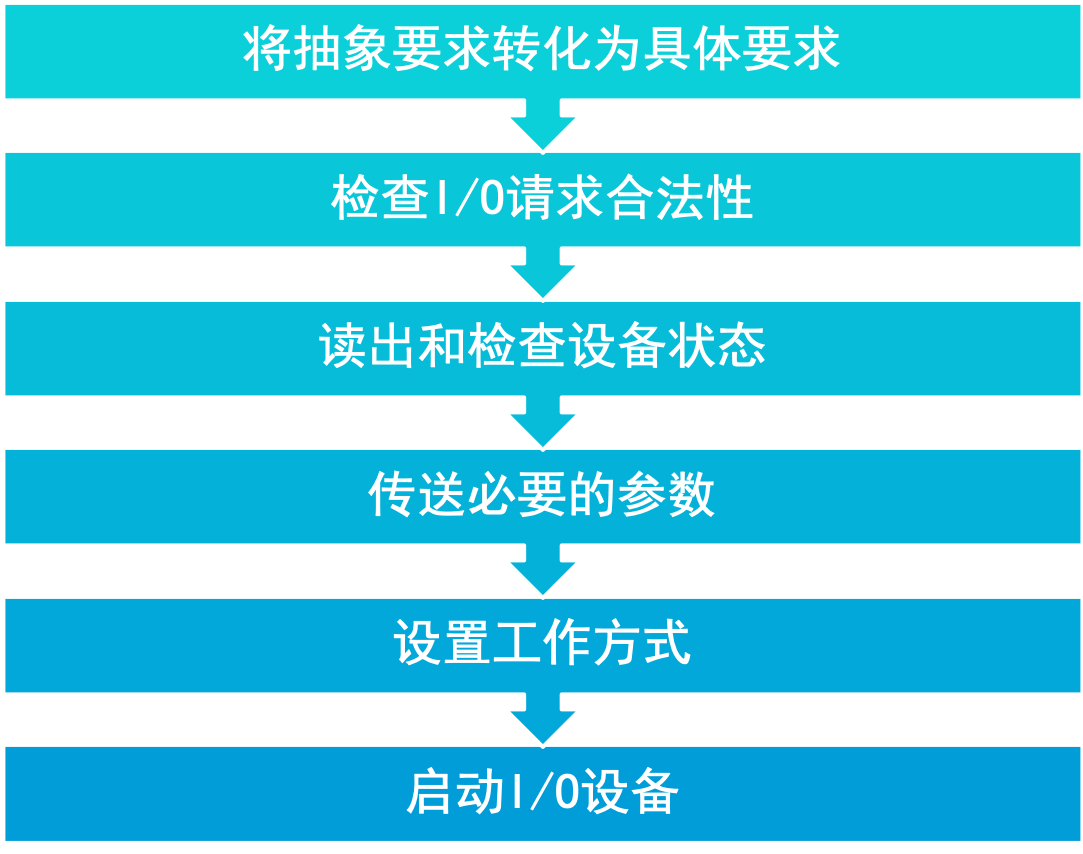 将抽象要求转化为具体要求
检查I/O请求合法性
读出和检查设备状态
传送必要的参数
设置工作方式
启动I/O设备